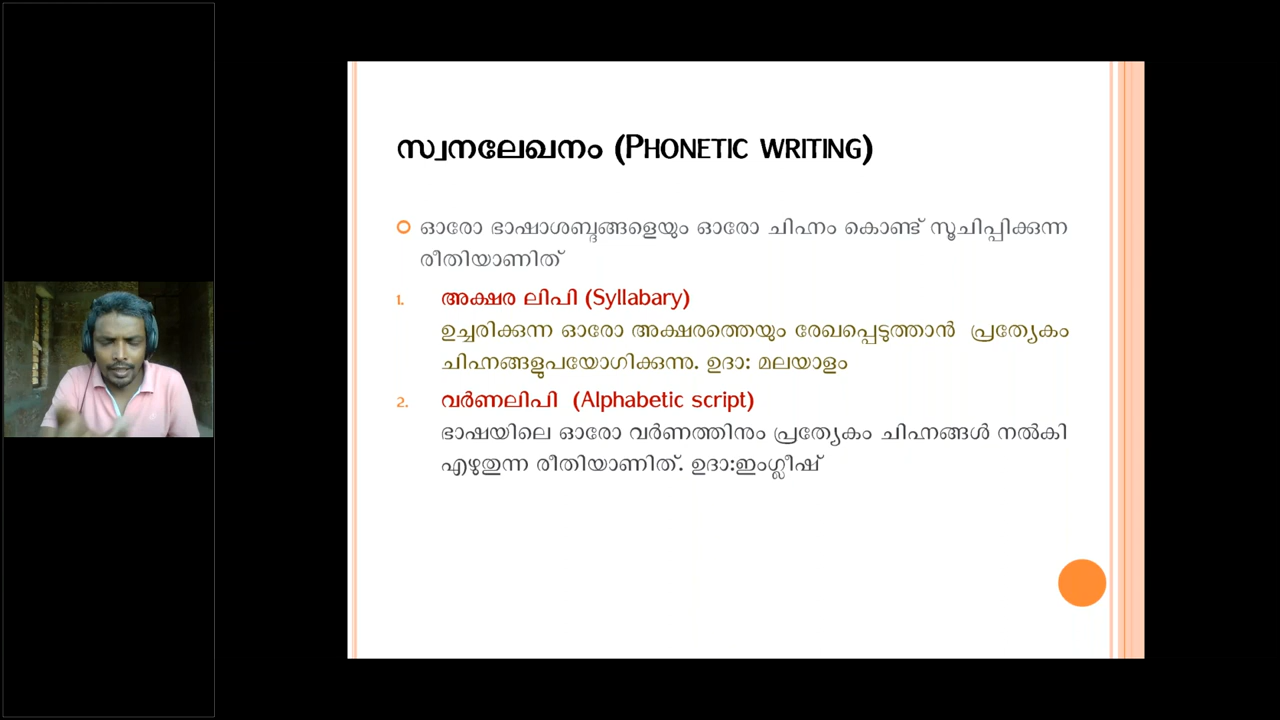 സ്വനലേഖനം (PHONETIC WRITING)
ഓരോ ഭാഷാശബ്ദങ്ങളെയും ഓരോ ചിഹ്നം കൊണ്ട് സൂചിപ്പിക്കുന്ന
രീതിയാണിത്
1. അക്ഷര ലിപി (Syllabary)
ഉച്ചരിക്കുന്ന ഓരോ അക്ഷരത്തെയും രേഖപ്പെടുത്താൻ പ്രത്യേകം
ചിഹ്നങ്ങളുപയോഗിക്കുന്നു. ഉദാ: മലയാളം
2. വർണലിപി (Alphabetic script)
ഭാഷയിലെ ഓരോ വർണത്തിനും പ്രത്യേകം ചിഹ്നങ്ങൾ നൽകി
എഴുതുന്ന രീതിയാണിത്. ഉദാ:ഇംഗ്ലീഷ്